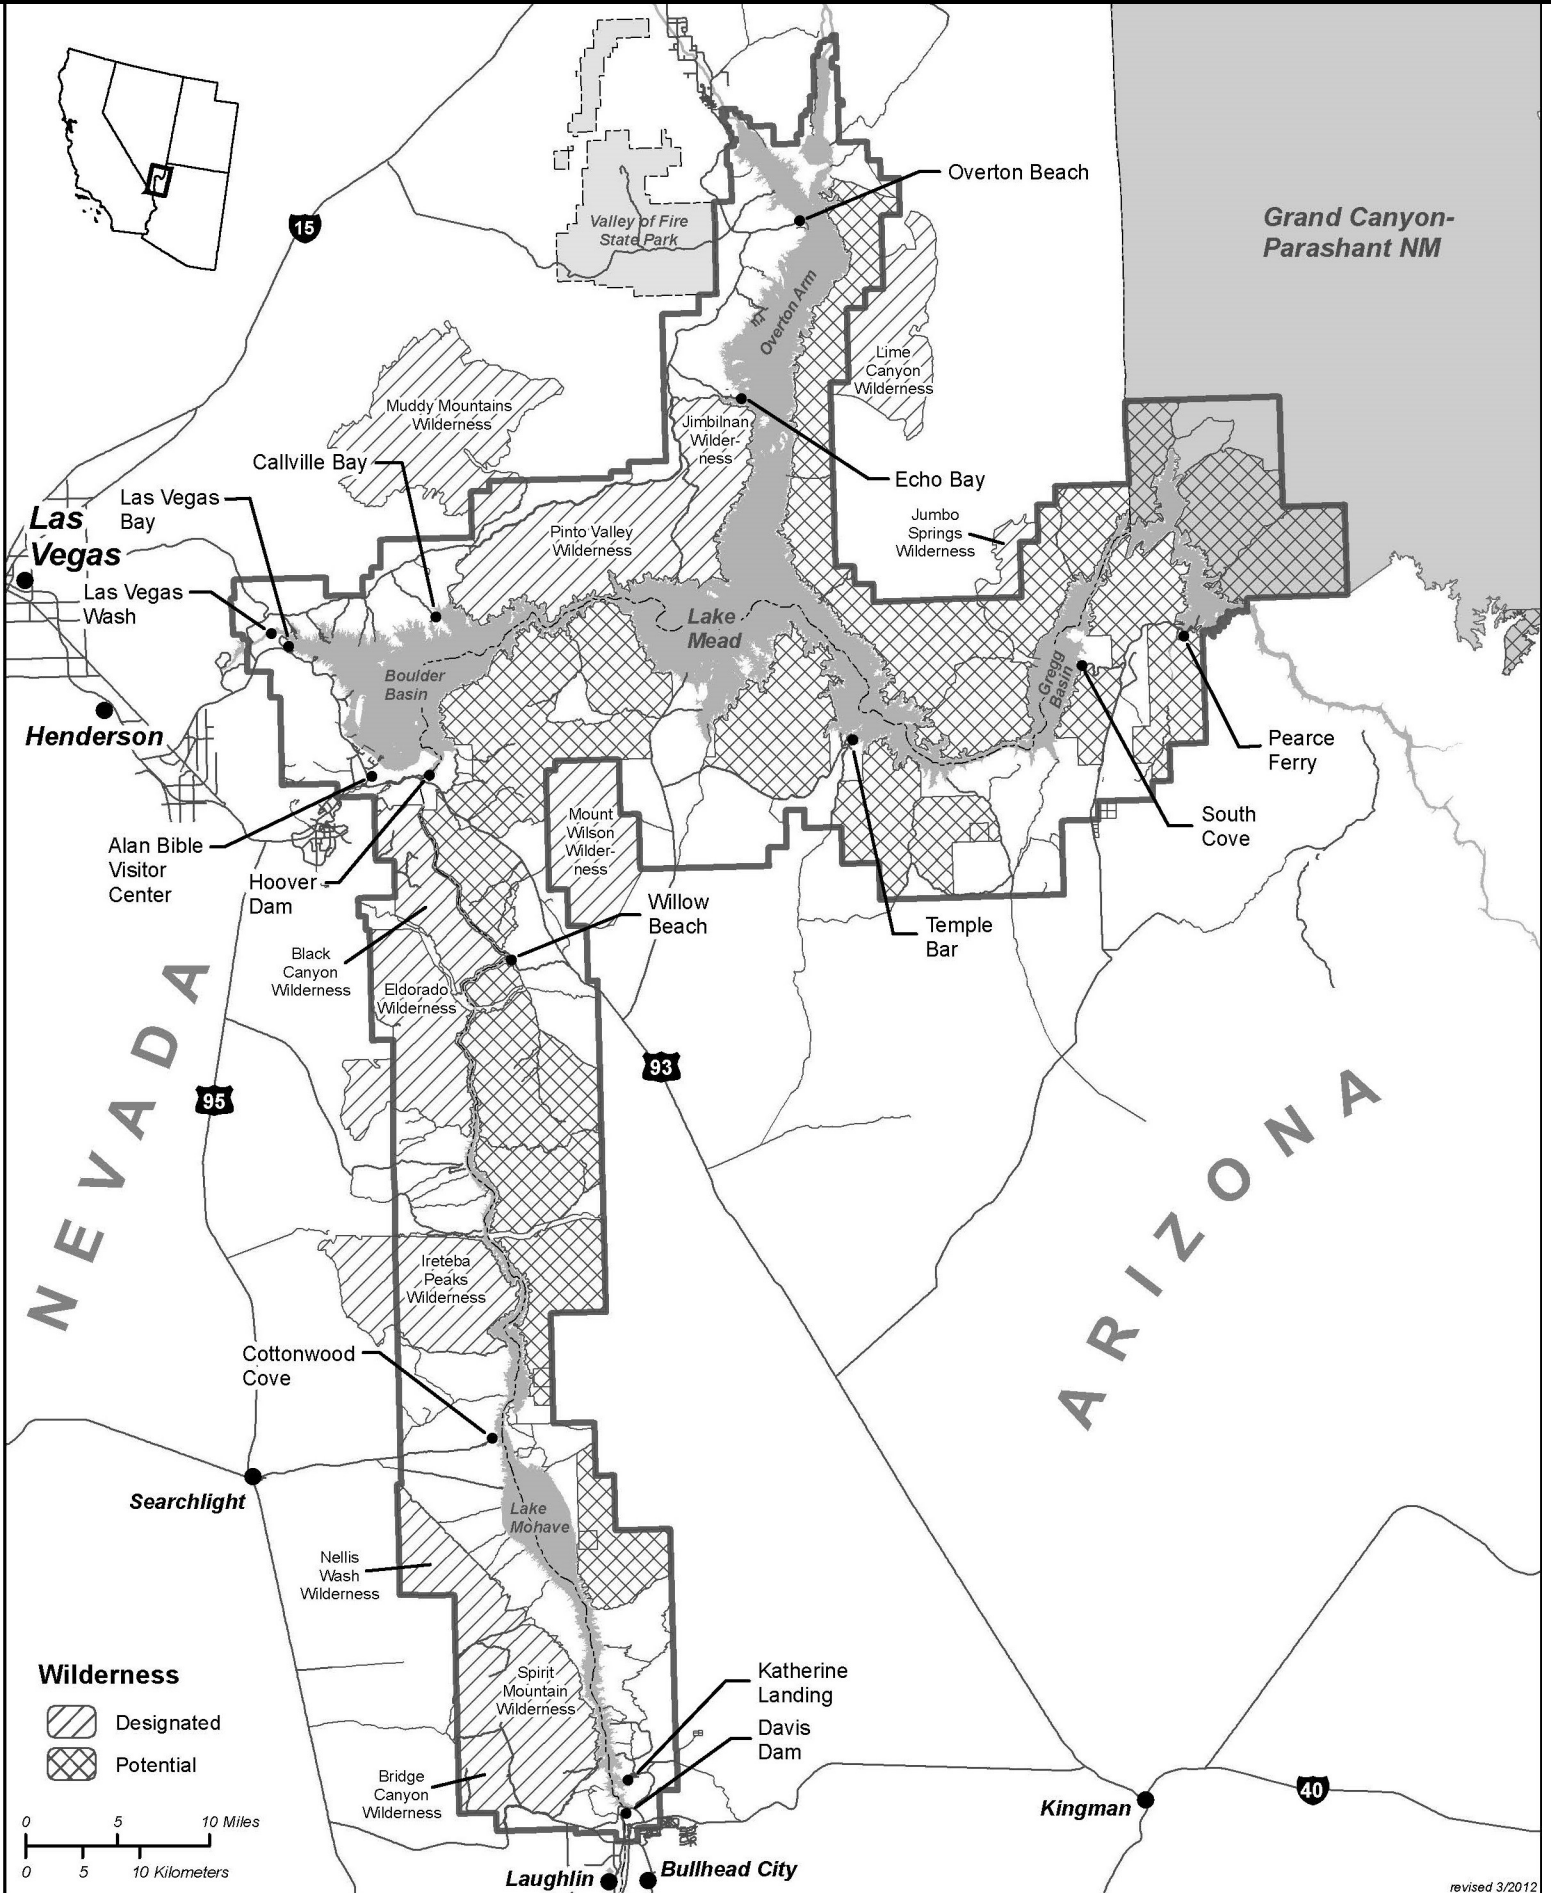 Overton Beach
Grand Canyon-
Parashant NM
15
Valley of Fire
State Park
Overton Arm
Lime
Canyon
Wilderness
Muddy Mountains
Wilderness
Jimbilnan
Wilder-
ness
Callville Bay
Echo Bay
Las Vegas
Bay
Las
Vegas
Jumbo
Springs
Wilderness
Pinto Valley
Wilderness
Las Vegas
Wash
Lake
Mead
Boulder
Basin
Gregg
Basin
Henderson
Pearce
Ferry
South
Cove
Mount
Wilson
Wilder-
ness
Alan Bible
Visitor
Center
Hoover
Dam
Willow
Beach
Temple
Bar
Black
Canyon
Wilderness
Eldorado
Wilderness
NEVADA
93
95
ARIZONA
Ireteba
Peaks
Wilderness
Cottonwood
Cove
Searchlight
Lake
Mohave
Nellis
Wash
Wilderness
Wilderness
Designated
Potential
Spirit
Mountain
Wilderness
Katherine
Landing
Davis
Dam
Bridge
Canyon
Wilderness
Kingman
40
0 5 10 Miles
0 5 10 Kilometers
Laughlin
Bullhead City
revised 3/2012